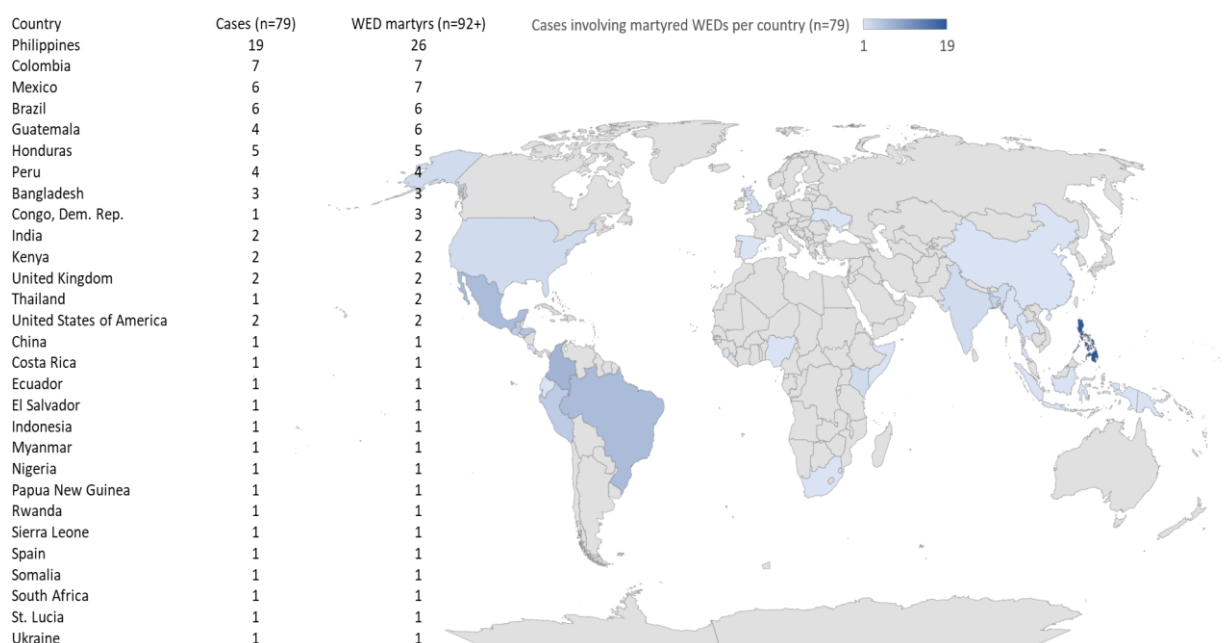 Country Cases (n=79) WED martyrs (n=92+) Cases involving martyred WEDs per country (n=79)
1 19
Philippines 19 26
Colombia 7 7
Mexico 6 7
Brazil 6 6
Guatemala 4 6
Honduras 5 5
Peru 4 4
Bangladesh 3 3
Congo, Dem. Rep. 1 3
India 2 2
Kenya 2 2
United Kingdom 2 2
Thailand 1 2
United States of America 2 2
China 1 1
Costa Rica 1 1
Ecuador 1 1
El Salvador 1 1
Indonesia 1 1
Myanmar 1 1
Nigeria 1 1
Papua New Guinea 1 1
Rwanda 1 1
Sierra Leone 1 1
Spain 1 1
Somalia 1 1
South Africa 1 1
St. Lucia 1 1
Ukraine 1 1